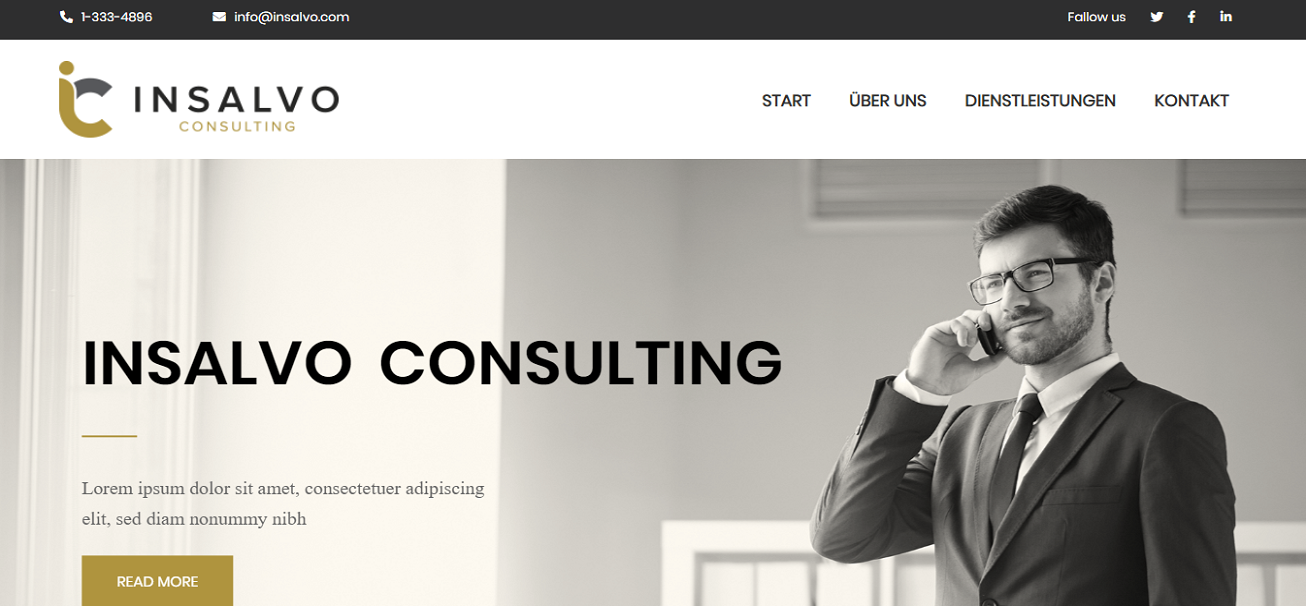 1-333-4896 info@insalvo.com Fallow us
INSALVO
CONSULTING
START ÜBER UNS DIENSTLEISTUNGEN KONTAKT
INSALVO CONSULTING
Lorem ipsum dolor sit amet, consectetuer adipiscing
elit, sed diam nonummy nibh
READ MORE